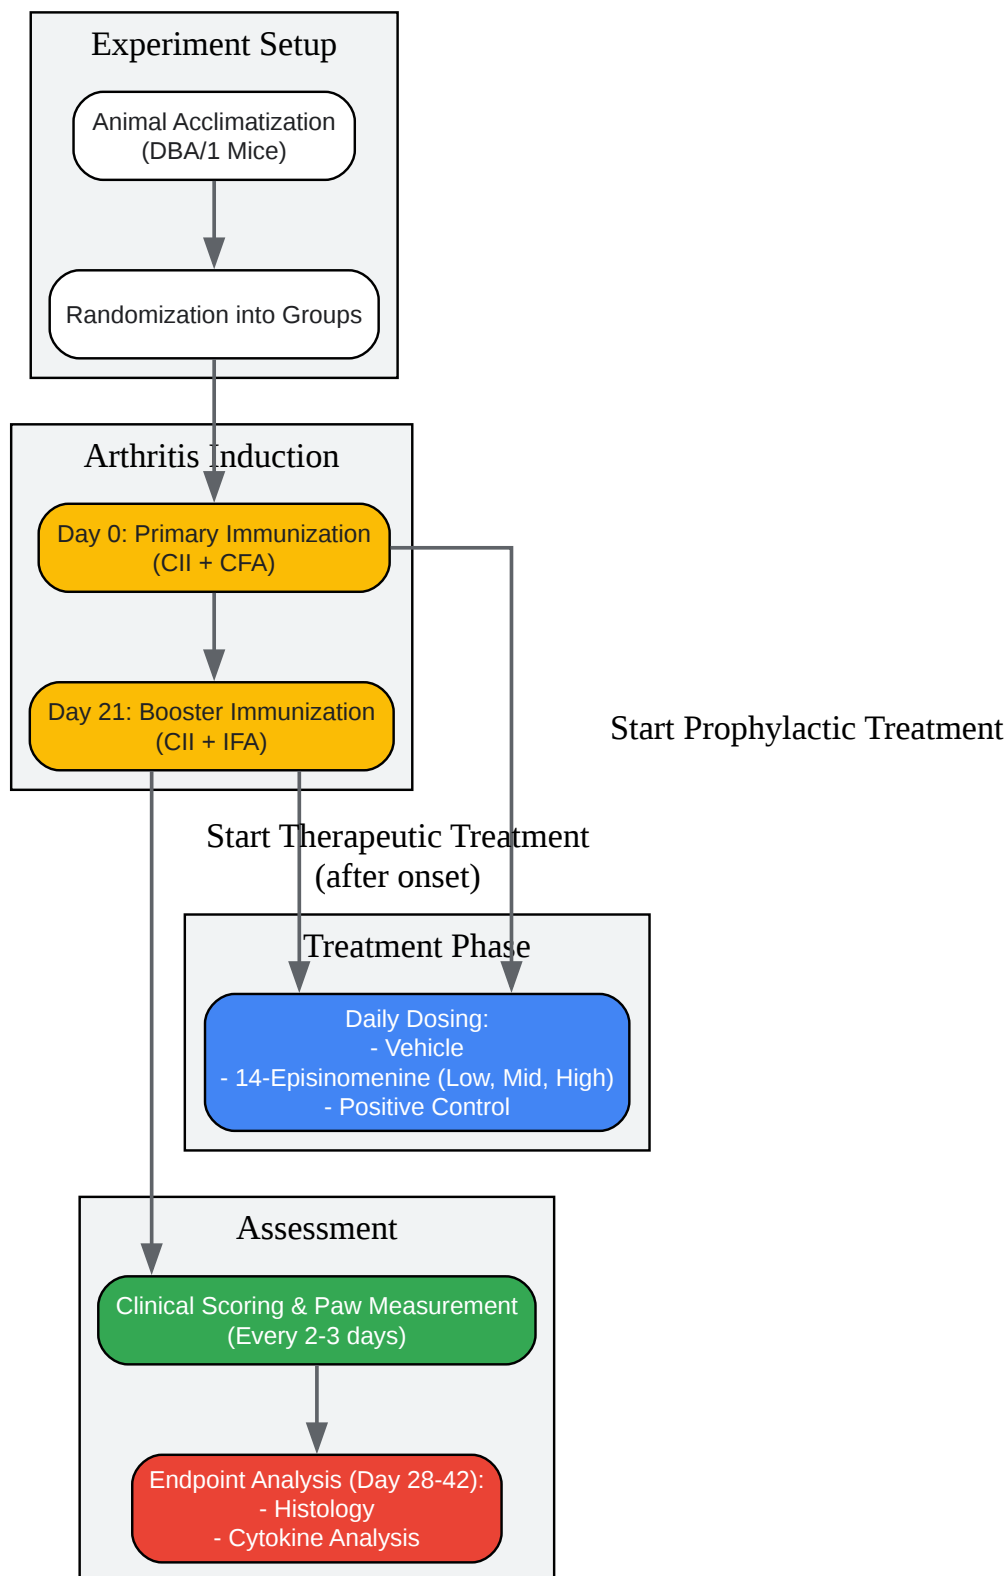 Experiment Setup
Animal Acclimatization
(DBA/1 Mice)
Randomization into Groups
Arthritis Induction
Day 0: Primary Immunization
(CII + CFA)
Day 21: Booster Immunization
(CII + IFA)
Start Prophylactic Treatment
Start Therapeutic Treatment
(after onset)
Treatment Phase
Daily Dosing:
- Vehicle
- 14-Episinomenine (Low, Mid, High)
- Positive Control
Assessment
Clinical Scoring & Paw Measurement
(Every 2-3 days)
Endpoint Analysis (Day 28-42):
- Histology
- Cytokine Analysis